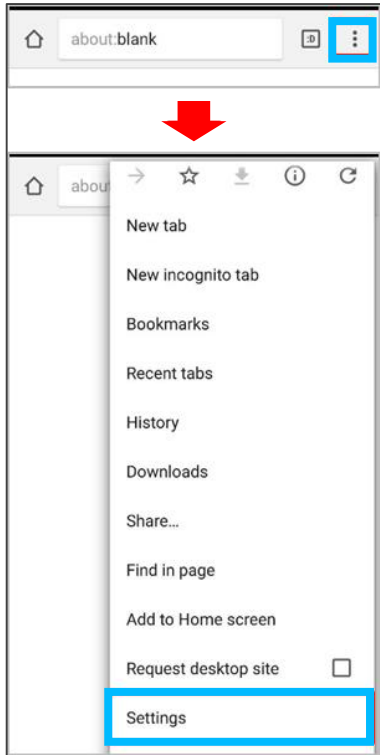 about:blank :D
abou
New tab
New incognito tab
Bookmarks
Recent tabs
History
Downloads
Share...
Find in page
Add to Home screen
Request desktop site
Settings